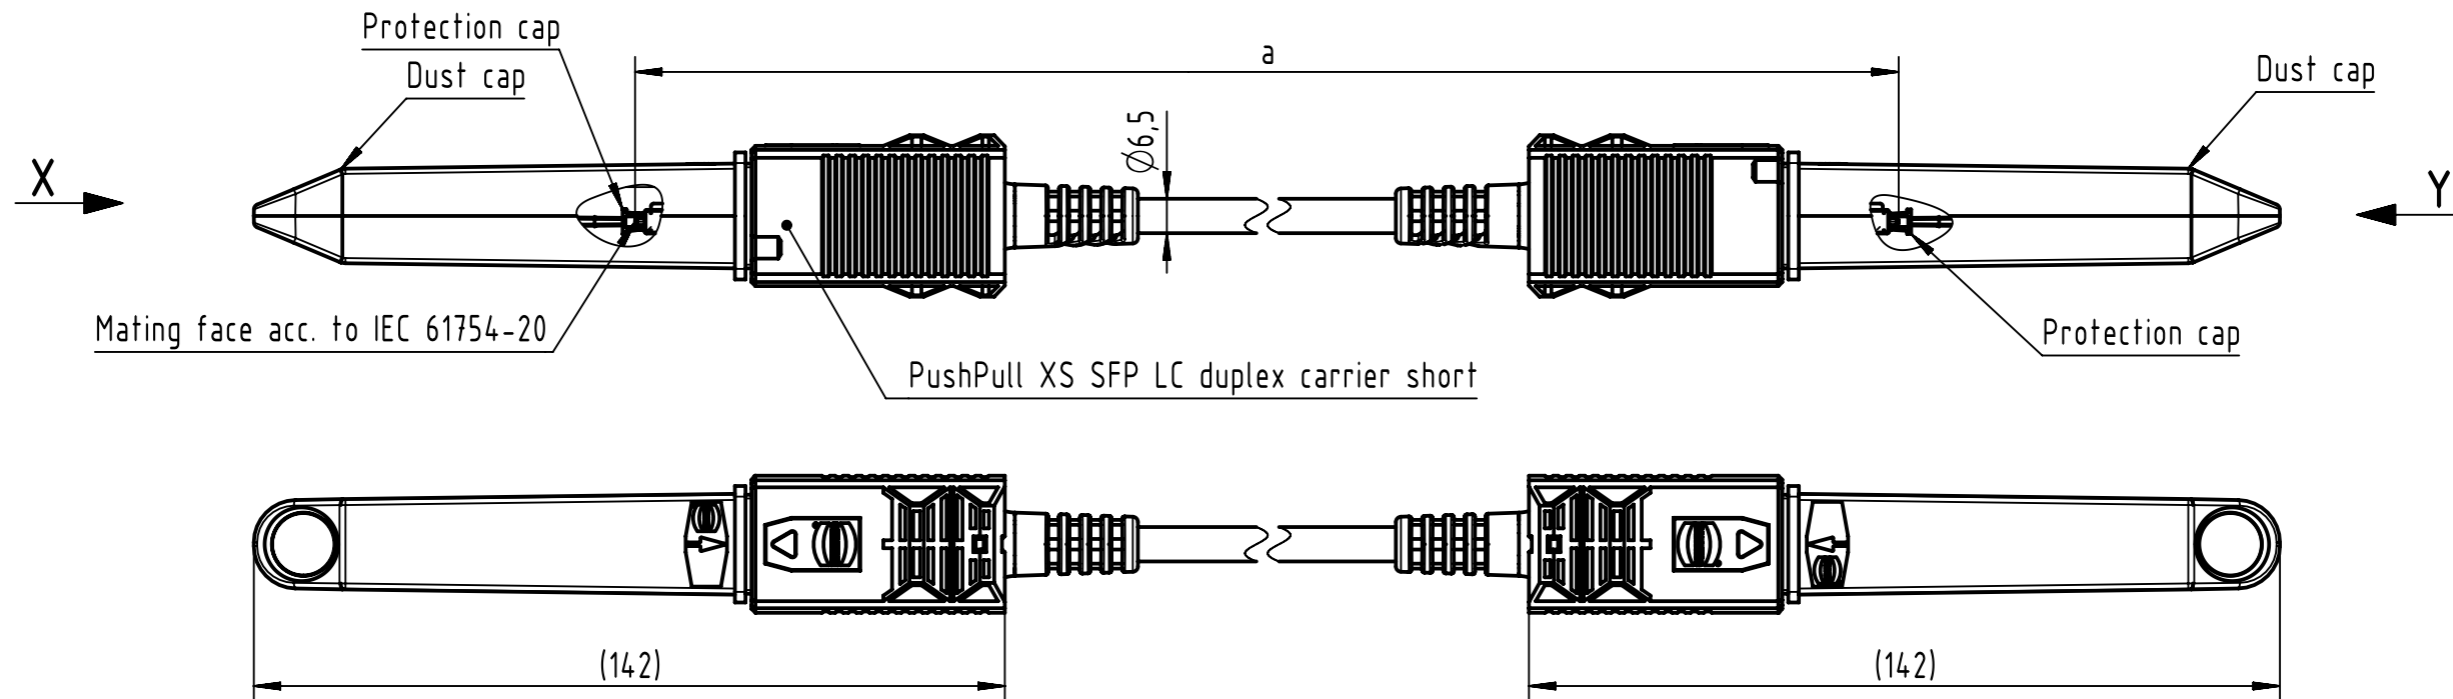 Protection cap
a
Dust cap
Dust cap
Ø6,5
X
Y
Mating face acc. to IEC 61754-20
Protection cap
PushPull XS SFP LC duplex carrier short
(142)
(142)